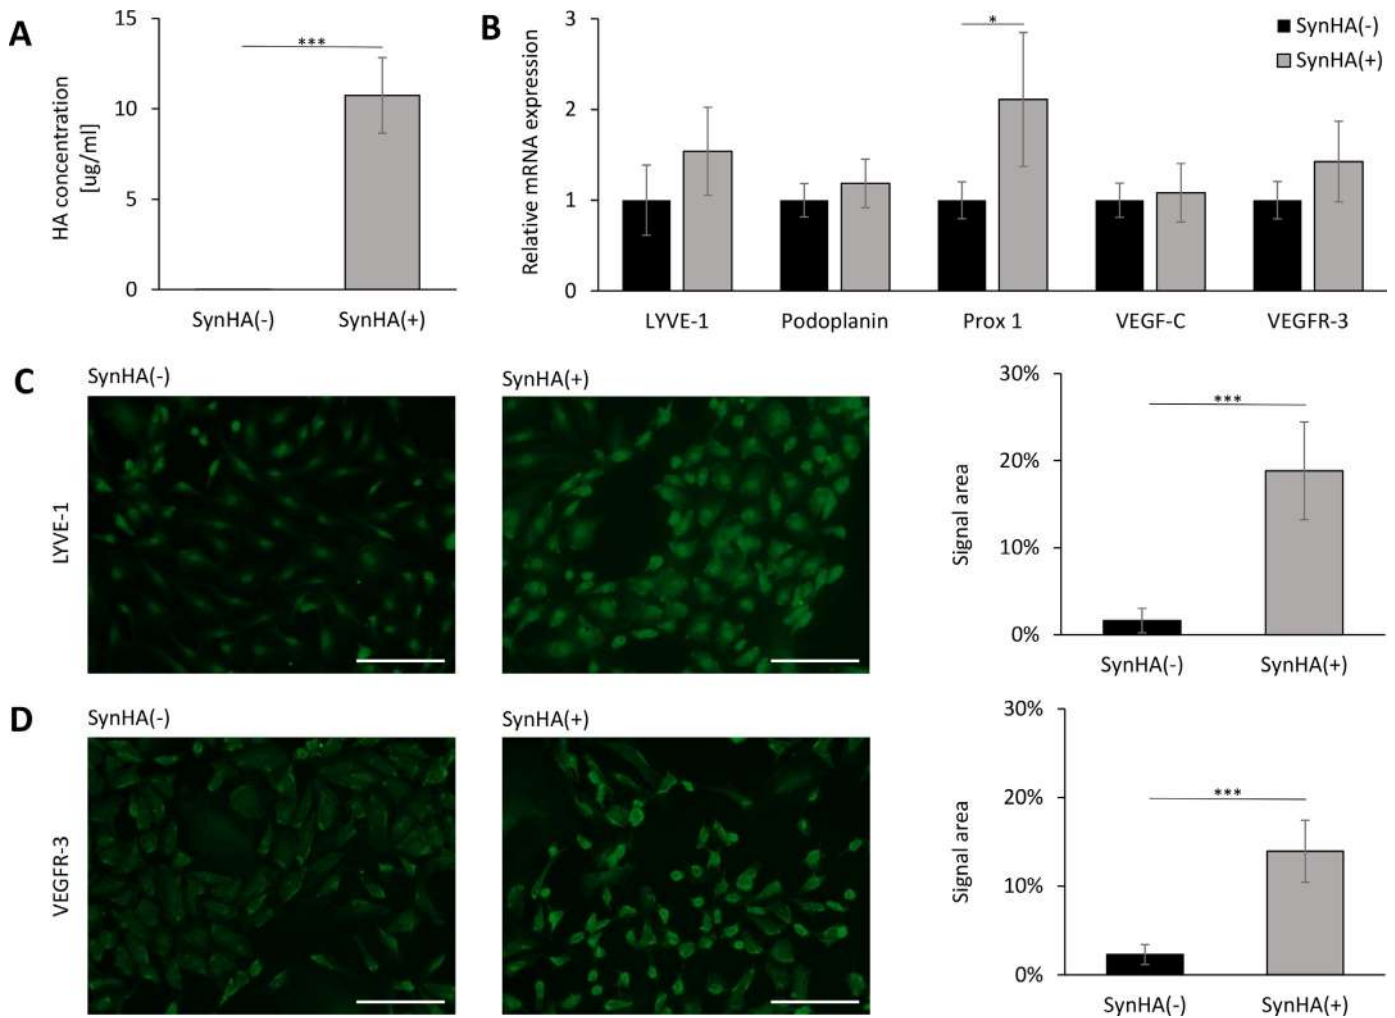 A
15
10
5
0
HA concentration
[ug/ml]
***
SynHA(-)
SynHA(+)
B
3
2
1
0
Relative mRNA expression
*
SynHA(-)
SynHA(+)
LYVE-1
Podoplanin
Prox 1
VEGF-C
VEGFR-3
C
SynHA(-)
SynHA(+)
LYVE-1
30%
20%
10%
0%
Signal area
***
SynHA(-)
SynHA(+)
D
SynHA(-)
SynHA(+)
VEGFR-3
30%
20%
10%
0%
Signal area
***
SynHA(-)
SynHA(+)